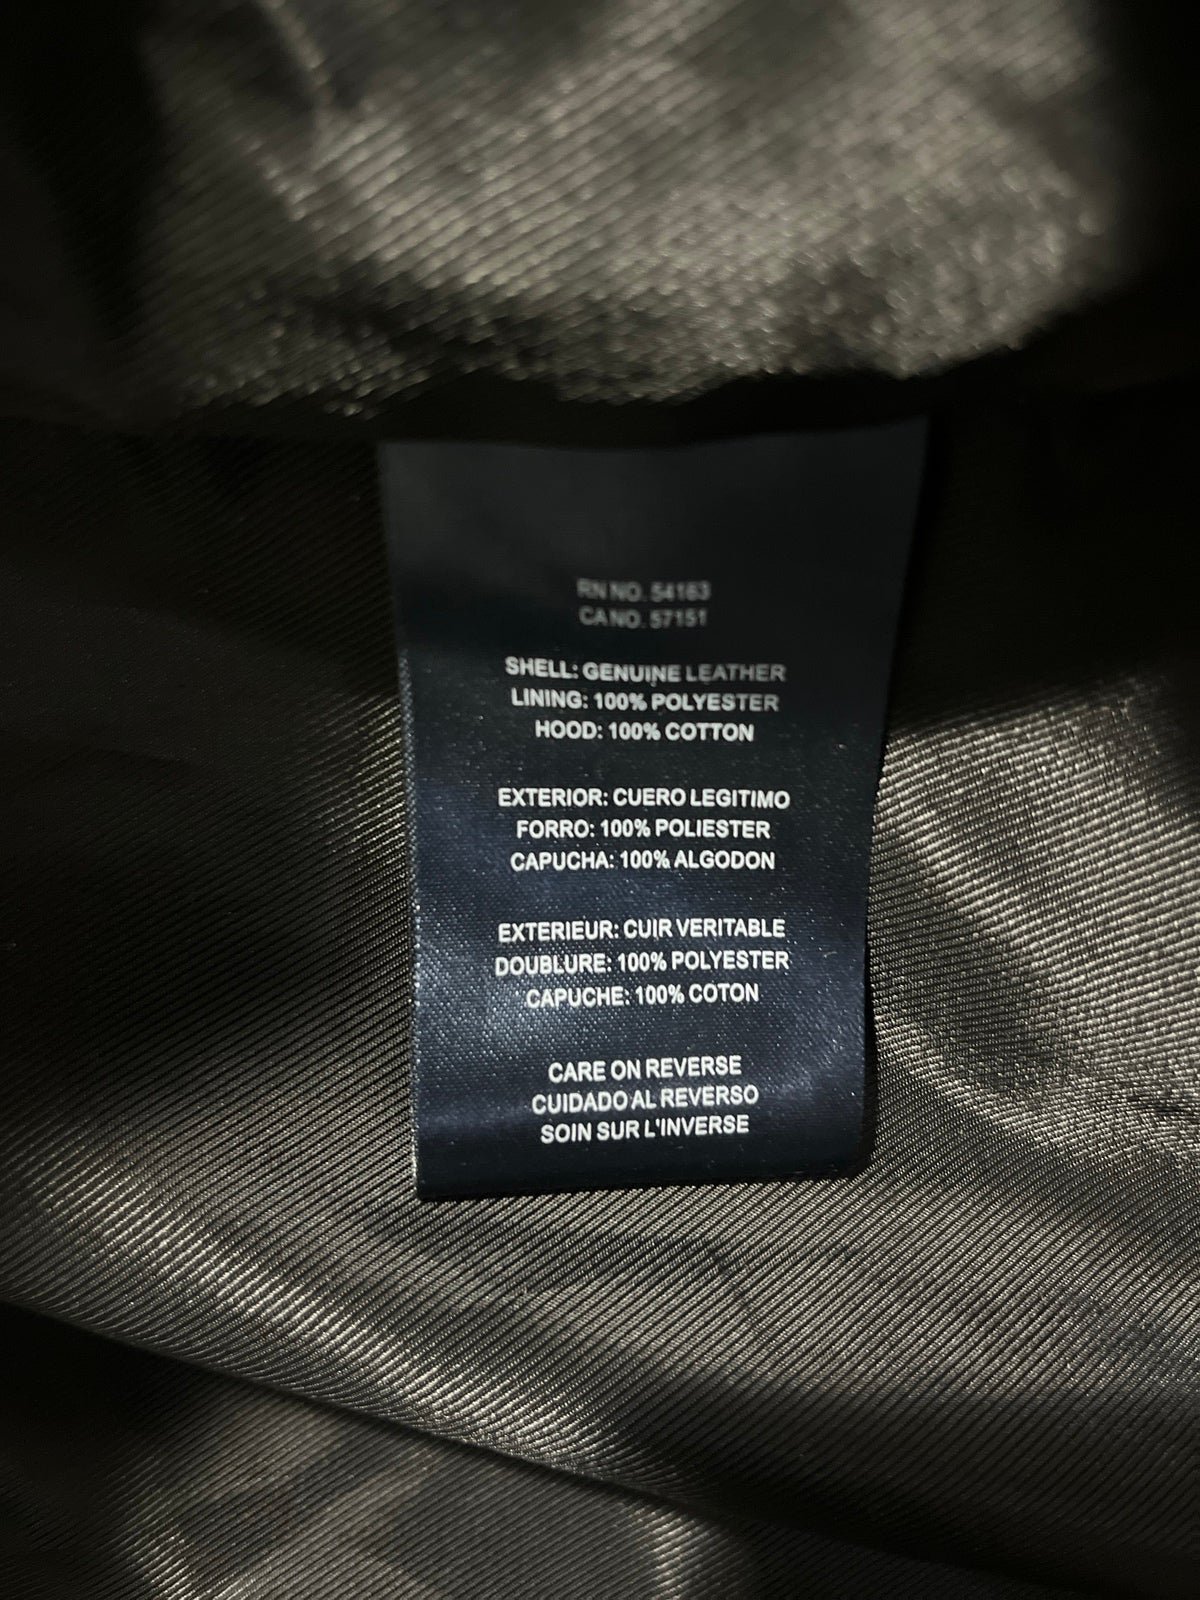 RN NO. 54163
CA NO. 57151
SHELL: GENUINE LEATHER
LINING: 100% POLYESTER
HOOD: 100% COTTON
EXTERIOR: CUERO LEGITIMO
FORRO: 100% POLIESTER
CAPUCHA: 100% ALGODON
EXTERIEUR: CUIR VERITABLE
DOUBLURE: 100% POLYESTER
CAPUCHE: 100% COTON
CARE ON REVERSE
CUIDADO AL REVERSO
SOIN SUR L'INVERSE